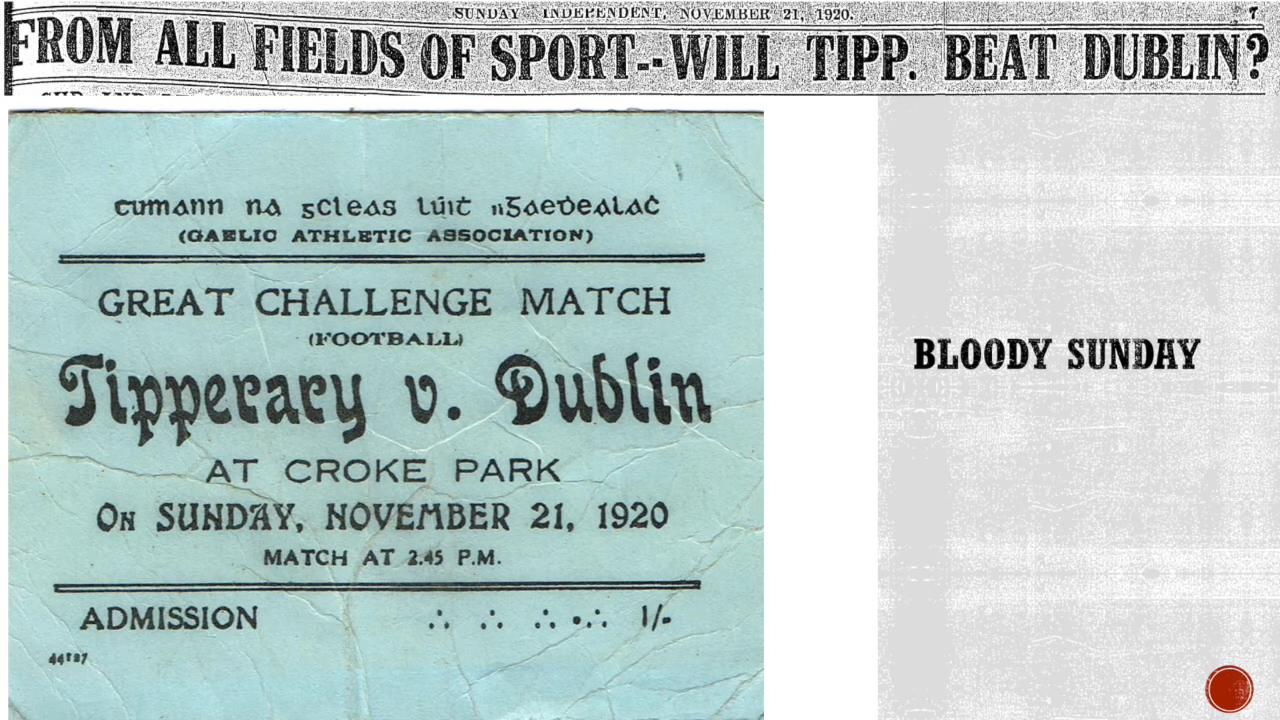 SUNDAY INDEPENDENT, NOVEMBER 21, 1920. 7
FROM ALL FIELDS OF SPORT--WILL TIPP. BEAT DUBLIN?
cumann na gcleas lúiṫ nGaeḋealaċ
(GAELIC ATHLETIC ASSOCIATION)
GREAT CHALLENGE MATCH
(FOOTBALL)
Tipperary v. Dublin
AT CROKE PARK
ON SUNDAY, NOVEMBER 21, 1920
MATCH AT 2.45 P.M.
ADMISSION ∴ ∴ ∴ ∴ 1/-
BLOODY SUNDAY